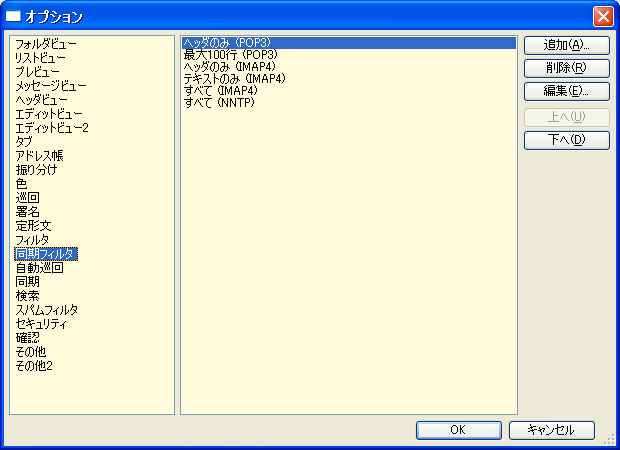 オプション
フォルダビュー
リストビュー
プレビュー
メッセージビュー
ヘッダビュー
エディットビュー
エディットビュー2
タブ
アドレス帳
振り分け
色
巡回
署名
定形文
フィルタ
同期フィルタ
自動巡回
同期
検索
スパムフィルタ
セキュリティ
確認
その他
その他2
ヘッダのみ (POP3)
最大100行 (POP3)
ヘッダのみ (IMAP4)
テキストのみ (IMAP4)
すべて (IMAP4)
すべて (NNTP)
追加(A)...
削除(R)
編集(E)...
上へ(U)
下へ(D)
OK
キャンセル